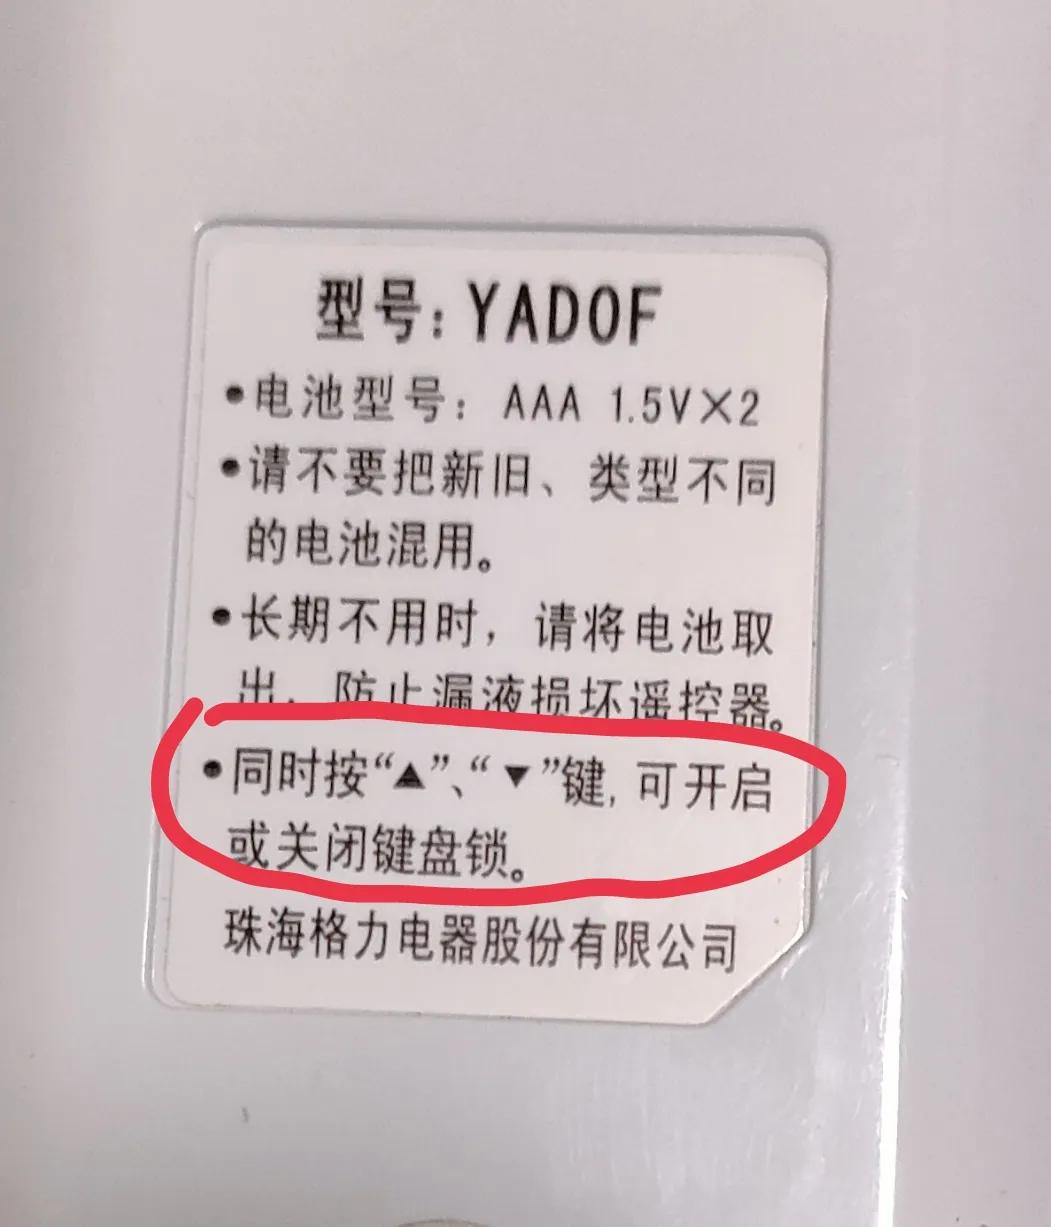 型号：YAD0F
•电池型号：AAA 1.5V×2
•请不要把新旧、类型不同
的电池混用。
•长期不用时，请将电池取
出，防止漏液损坏遥控器。
•同时按“▲”、“▼”键，可开启
或关闭键盘锁。
珠海格力电器股份有限公司